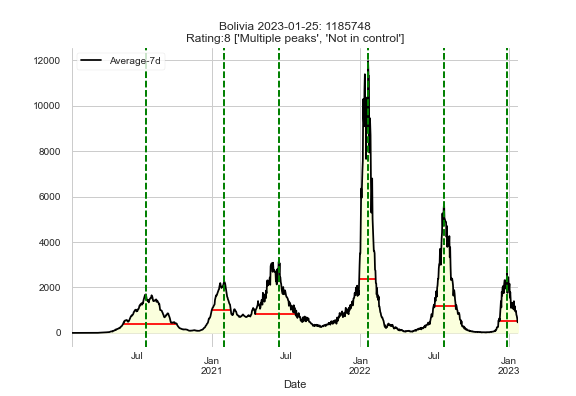 Bolivia 2023-01-25: 1185748
Rating:8 ['Multiple peaks', 'Not in control']
Average-7d
12000
10000
8000
6000
4000
2000
0
Jul
Jan
2021
Jul
Jan
2022
Jul
Jan
2023
Date